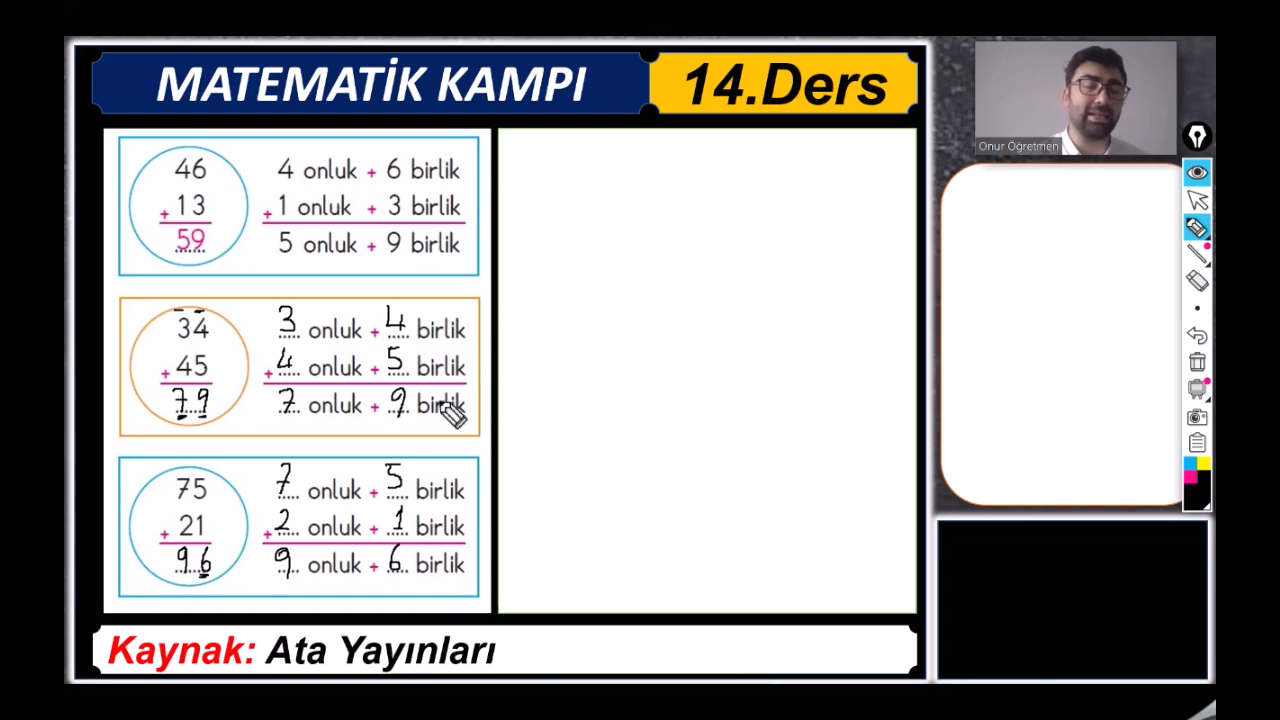 MATEMATİK KAMPI
14.Ders
Onur Öğretmen
46
+ 13
59
4 onluk + 6 birlik
+ 1 onluk + 3 birlik
5 onluk + 9 birlik
34
+ 45
79
3 onluk + 4 birlik
+ 4 onluk + 5 birlik
7 onluk + 9 birlik
75
+ 21
96
7 onluk + 5 birlik
+ 2 onluk + 1 birlik
9 onluk + 6 birlik
Kaynak: Ata Yayınları